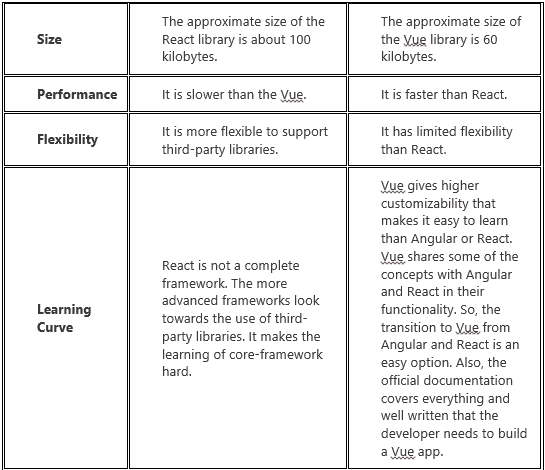 Size
The approximate size of the
React library is about 100
kilobytes.
The approximate size of
the Vue library is 60
kilobytes.
Performance
It is slower than the Vue.
It is faster than React.
Flexibility
It is more flexible to support
third-party libraries.
It has limited flexibility
than React.
Learning
Curve
React is not a complete
framework. The more
advanced frameworks look
towards the use of third-
party libraries. It makes the
learning of core-framework
hard.
Vue gives higher
customizability that
makes it easy to learn
than Angular or React.
Vue shares some of the
concepts with Angular
and React in their
functionality. So, the
transition to Vue from
Angular and React is an
easy option. Also, the
official documentation
covers everything and
well written that the
developer needs to build
a Vue app.